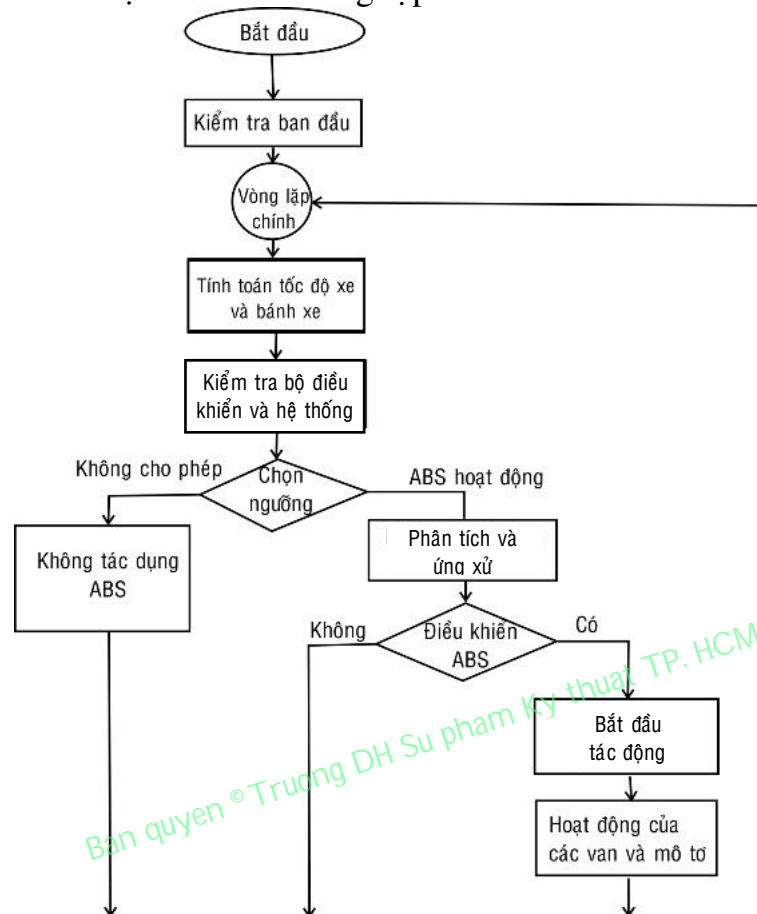 Bắt đầu
Kiểm tra ban đầu
Vòng lặp
chính
Tính toán tốc độ xe
và bánh xe
Kiểm tra bộ điều
khiển và hệ thống
Không cho phép
Chọn
ngưỡng
ABS hoạt động
Không tác dụng
ABS
Phân tích và
ứng xử
Không
Điều khiến
ABS
Có
Bắt đầu
tác động
Hoạt động của
các van và mô tơ
Ban quyen © Truong DH Su pham Ky thuat TP. HCM